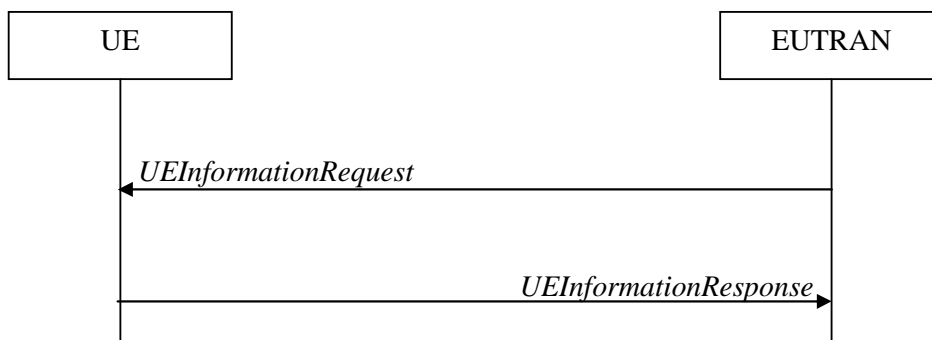 UE
EUTRAN
UEInformationRequest
UEInformationResponse